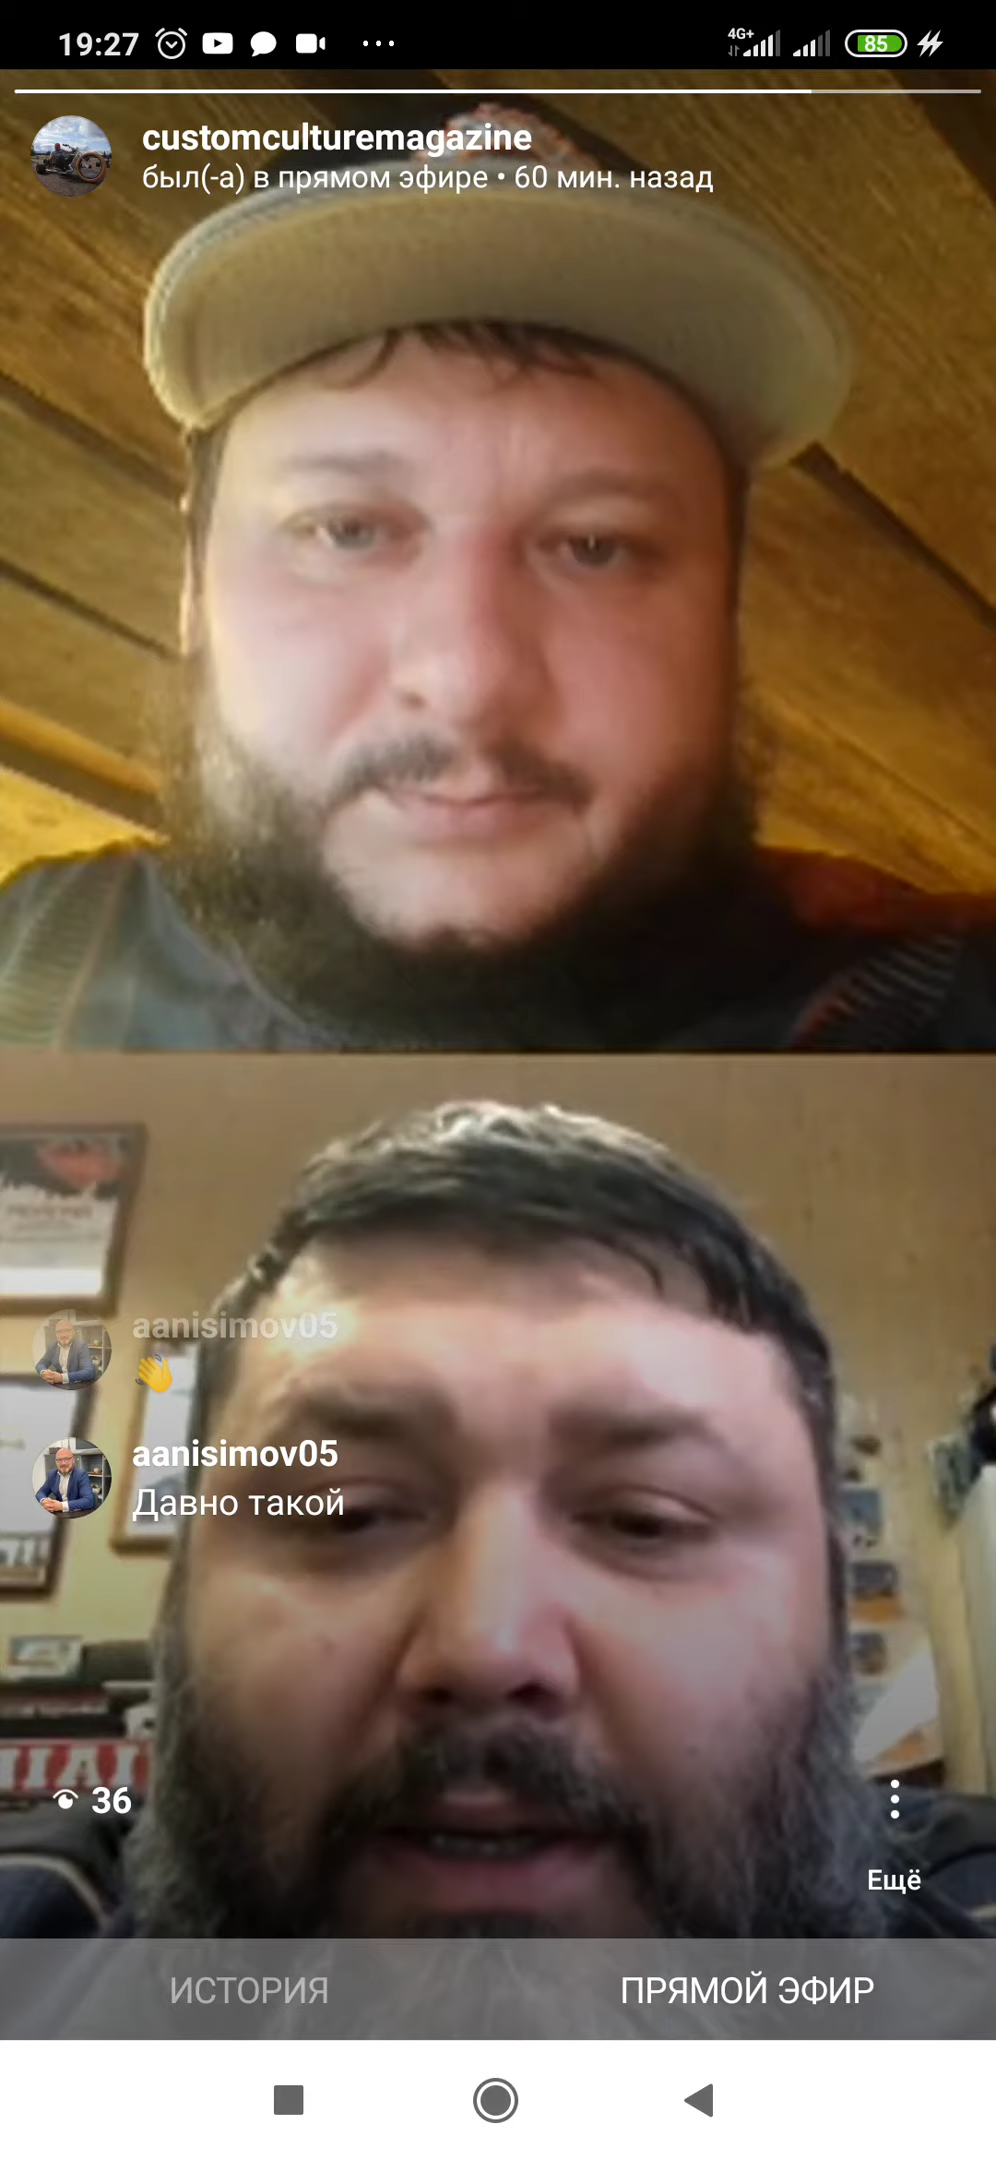 19:27
4G+
85
customculturemagazine
был(-а) в прямом эфире • 60 мин. назад
aanisimov05
👋
aanisimov05
Давно такой
36
Ещё
ИСТОРИЯ
ПРЯМОЙ ЭФИР